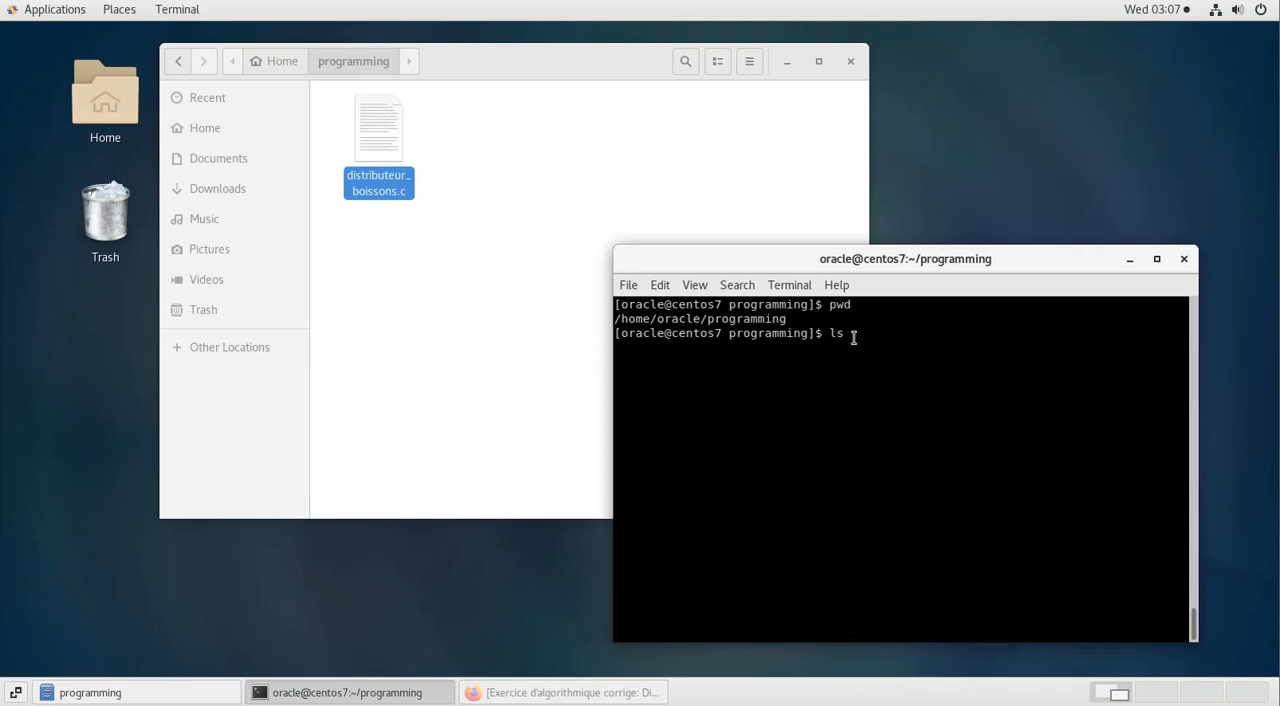 Applications Places Terminal Wed 03:07
Home programming
Home
Trash
Recent
Home
Documents
Downloads
Music
Pictures
Videos
Trash
Other Locations
distributeur_
boissons.c
oracle@centos7:~/programming
File Edit View Search Terminal Help
[oracle@centos7 programming]$ pwd
/home/oracle/programming
[oracle@centos7 programming]$ ls
programming oracle@centos7:~/programming [Exercice d'algorithmique corrige: Di...